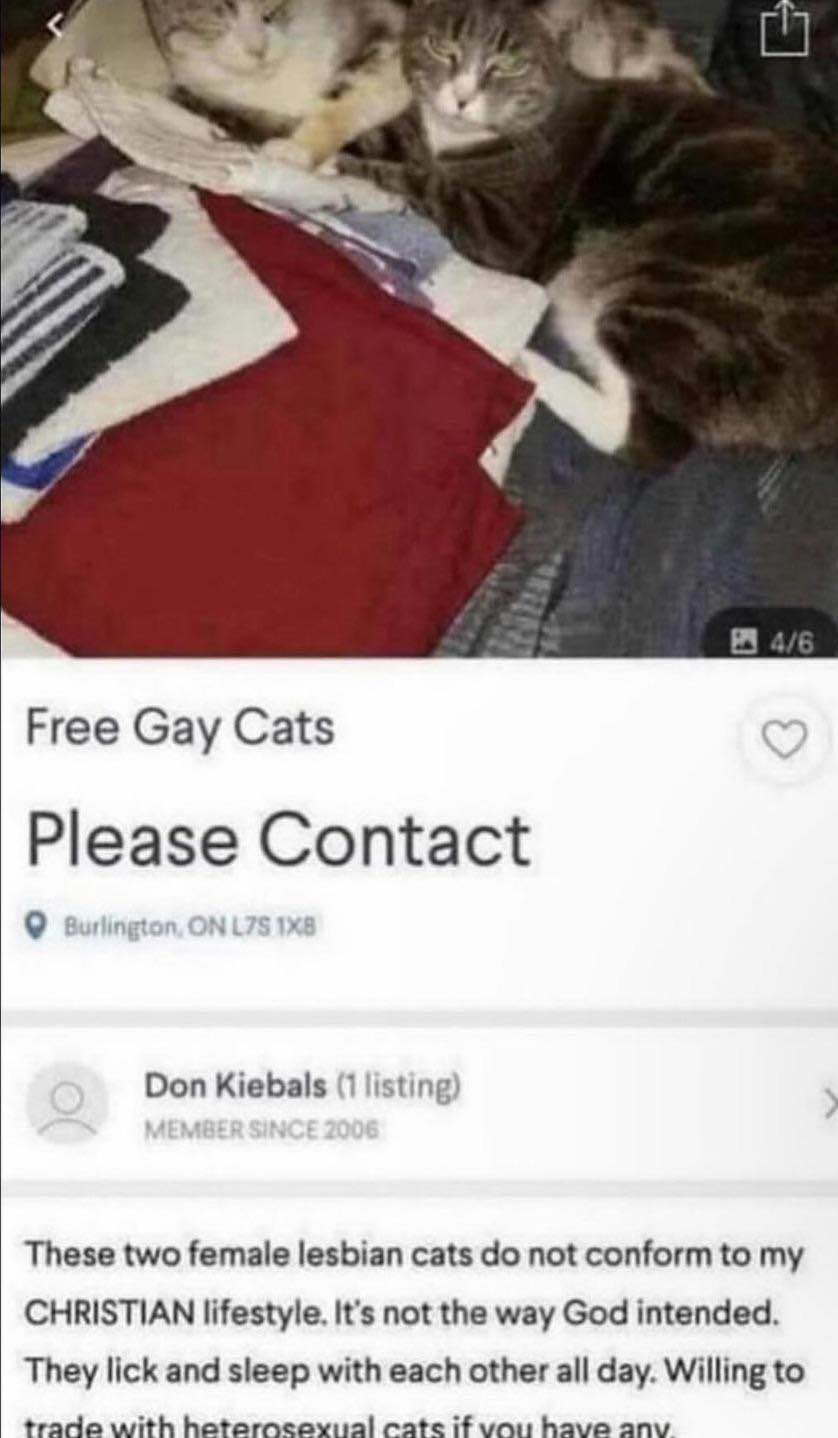 4/6
Free Gay Cats
Please Contact
Burlington, ON L7S 1X8
Don Kiebals (1 listing)
MEMBER SINCE 2006
These two female lesbian cats do not conform to my
CHRISTIAN lifestyle. It's not the way God intended.
They lick and sleep with each other all day. Willing to
trade with heterosexual cats if you have any.